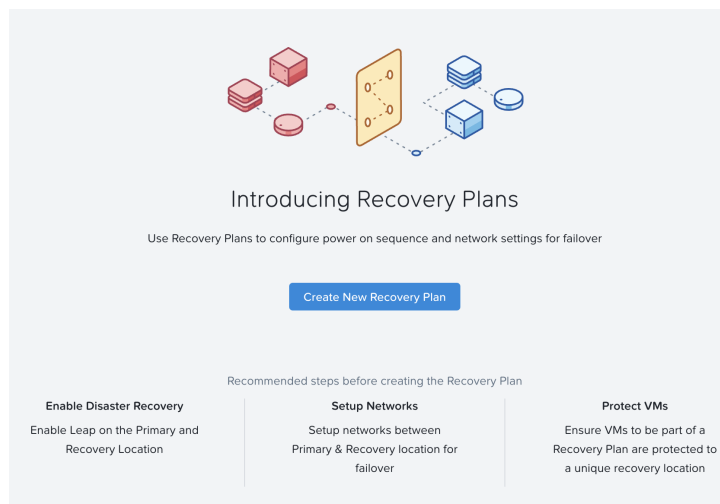 Introducing Recovery Plans
Use Recovery Plans to configure power on sequence and network settings for failover
Create New Recovery Plan
Recommended steps before creating the Recovery Plan
Enable Disaster Recovery
Enable Leap on the Primary and
Recovery Location
Setup Networks
Setup networks between
Primary & Recovery location for
failover
Protect VMs
Ensure VMs to be part of a
Recovery Plan are protected to
a unique recovery location